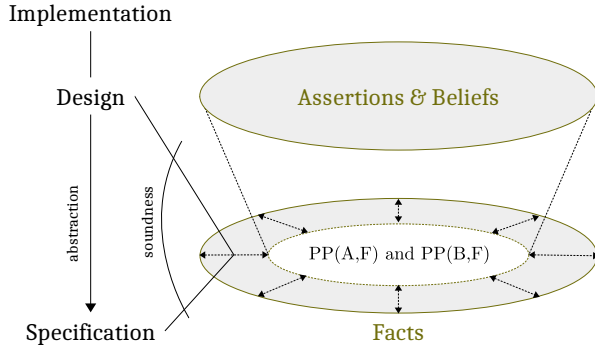 Implementation
Design
Assertions & Beliefs
abstraction
soundness
PP(A,F) and PP(B,F)
Specification
Facts